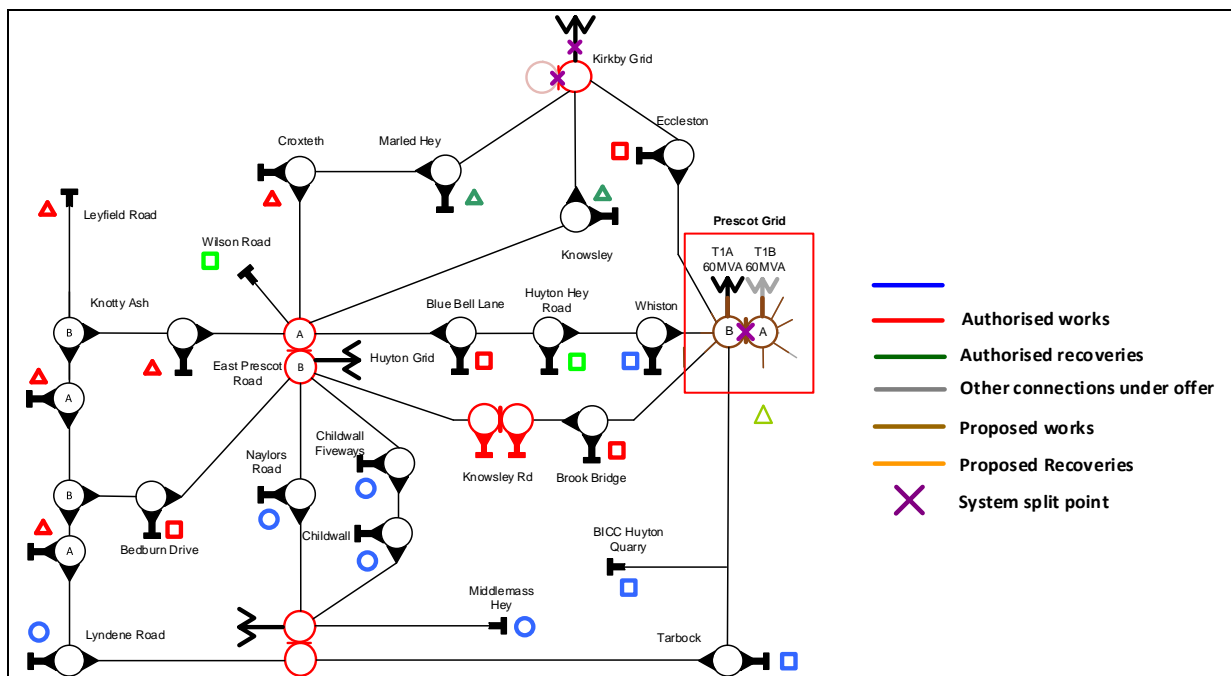 Kirkby Grid
Eccleston
Croxteth
Marled Hey
Leyfield Road
Wilson Road
Knowsley
Prescot Grid
T1A
60MVA
T1B
60MVA
Knotty Ash
Blue Bell Lane
Huyton Hey
Road
Whiston
B
A
B
A
Authorised works
East Prescot
Road
B
Huyton Grid
Authorised recoveries
Other connections under offer
A
Proposed works
Childwall
Fiveways
Naylors
Road
Knowsley Rd
Brook Bridge
Proposed Recoveries
System split point
B
Bedburn Drive
A
Childwall
BICC Huyton
Quarry
Middlemass
Hey
Lyndene Road
Tarbock